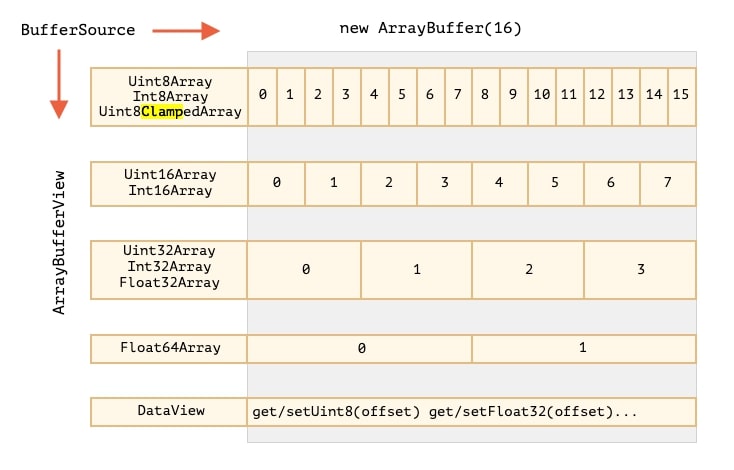 BufferSource
new ArrayBuffer(16)
ArrayBufferView
Uint8Array
Int8Array
Uint8ClampedArray
0 1 2 3 4 5 6 7 8 9 10 11 12 13 14 15
Uint16Array
Int16Array
0 1 2 3 4 5 6 7
Uint32Array
Int32Array
Float32Array
0 1 2 3
Float64Array
0 1
DataView
get/setUint8(offset) get/setFloat32(offset)...